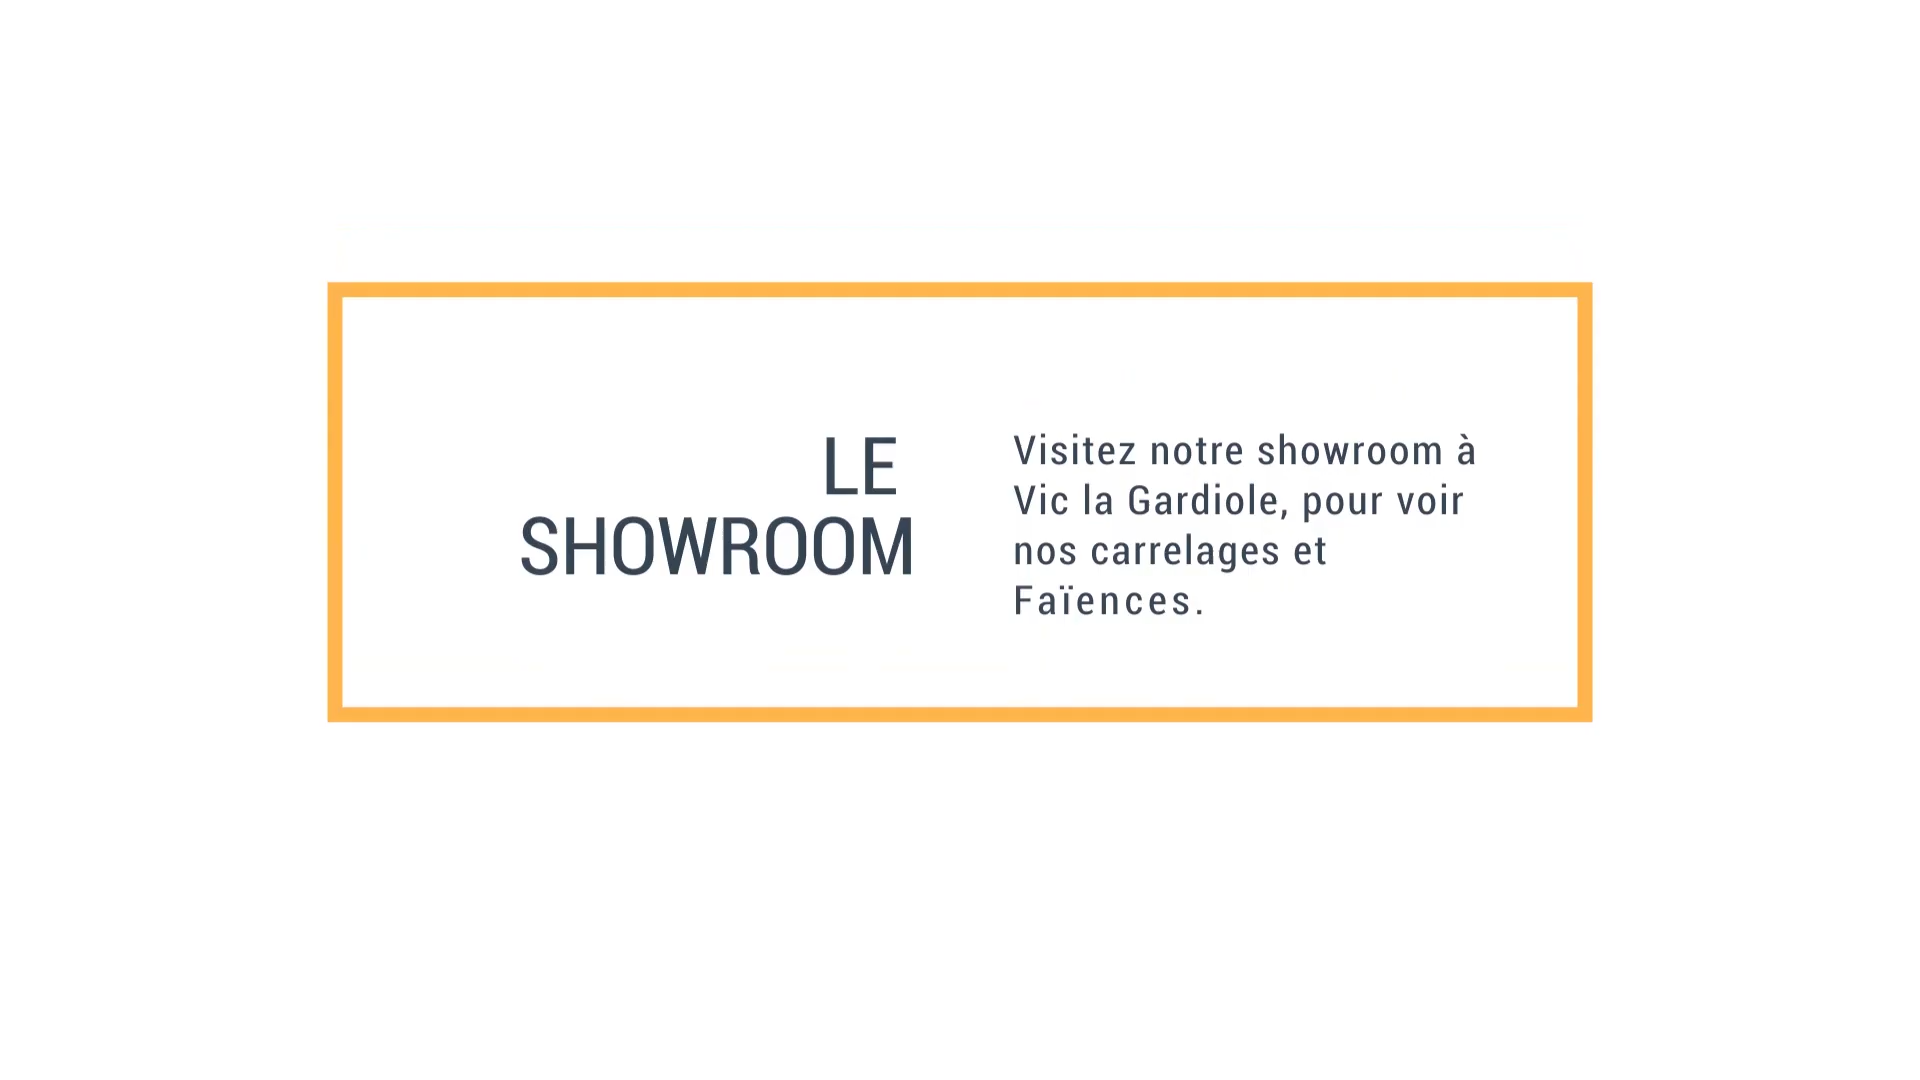 LE
SHOWROOM
Visitez notre showroom à
Vic la Gardiole, pour voir
nos carrelages et
Faïences.